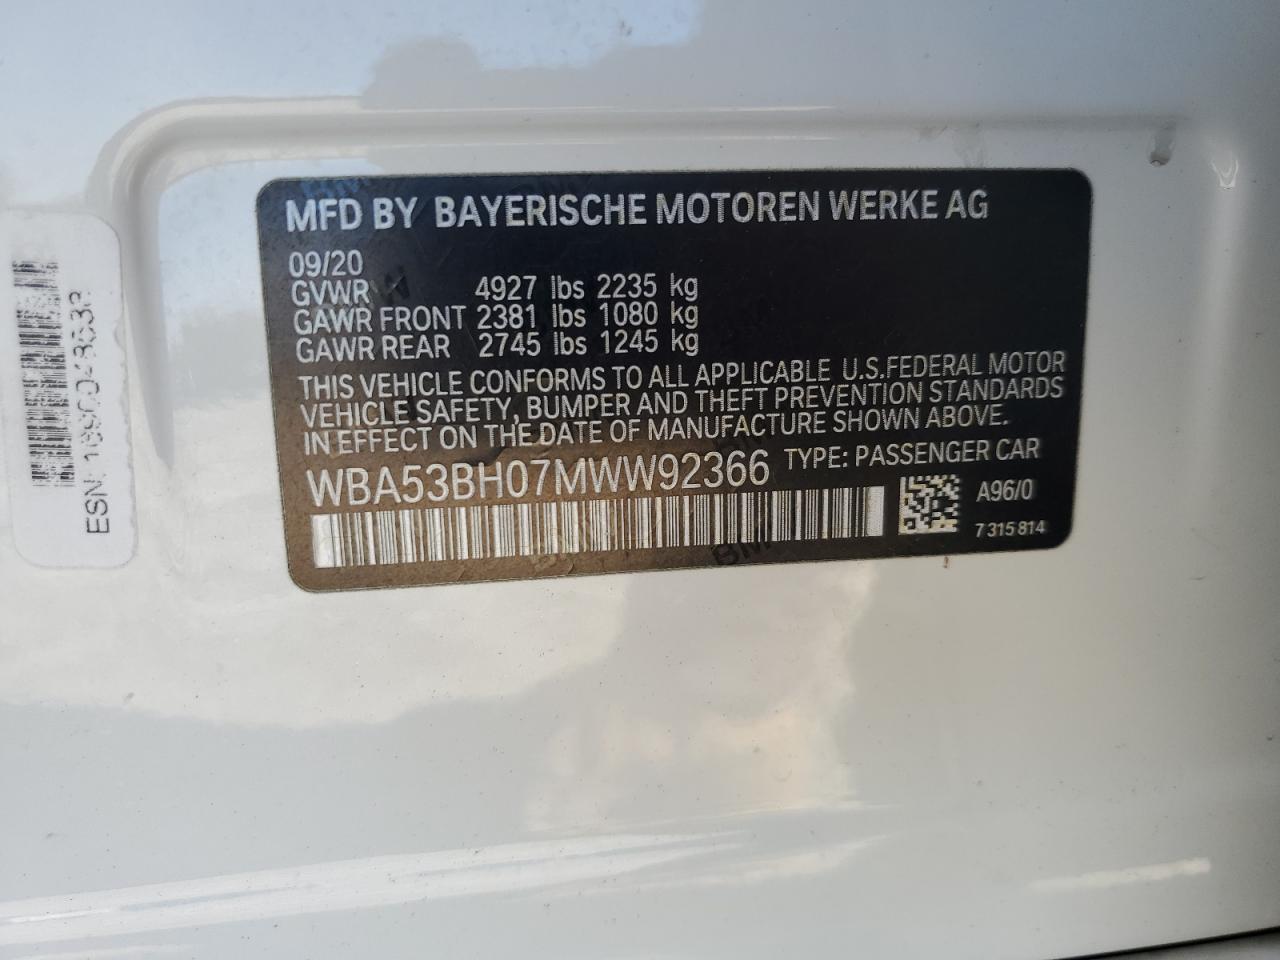 MFD BY BAYERISCHE MOTOREN WERKE AG
09/20
GVWR 4927 lbs 2235 kg
GAWR FRONT 2381 lbs 1080 kg
GAWR REAR 2745 lbs 1245 kg
THIS VEHICLE CONFORMS TO ALL APPLICABLE U.S.FEDERAL MOTOR
VEHICLE SAFETY, BUMPER AND THEFT PREVENTION STANDARDS
IN EFFECT ON THE DATE OF MANUFACTURE SHOWN ABOVE.
WBA53BH07MWW92366 TYPE: PASSENGER CAR
A96/0
7 315 814
ESN: